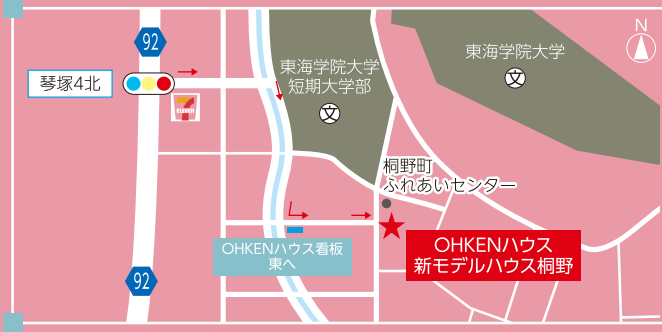 92
N
東海学院大学
文
東海学院大学
短期大学部
文
琴塚4北
7
ELEVEN
桐野町
ふれあいセンター
OHKENハウス看板
東へ
OHKENハウス
新モデルハウス桐野
92